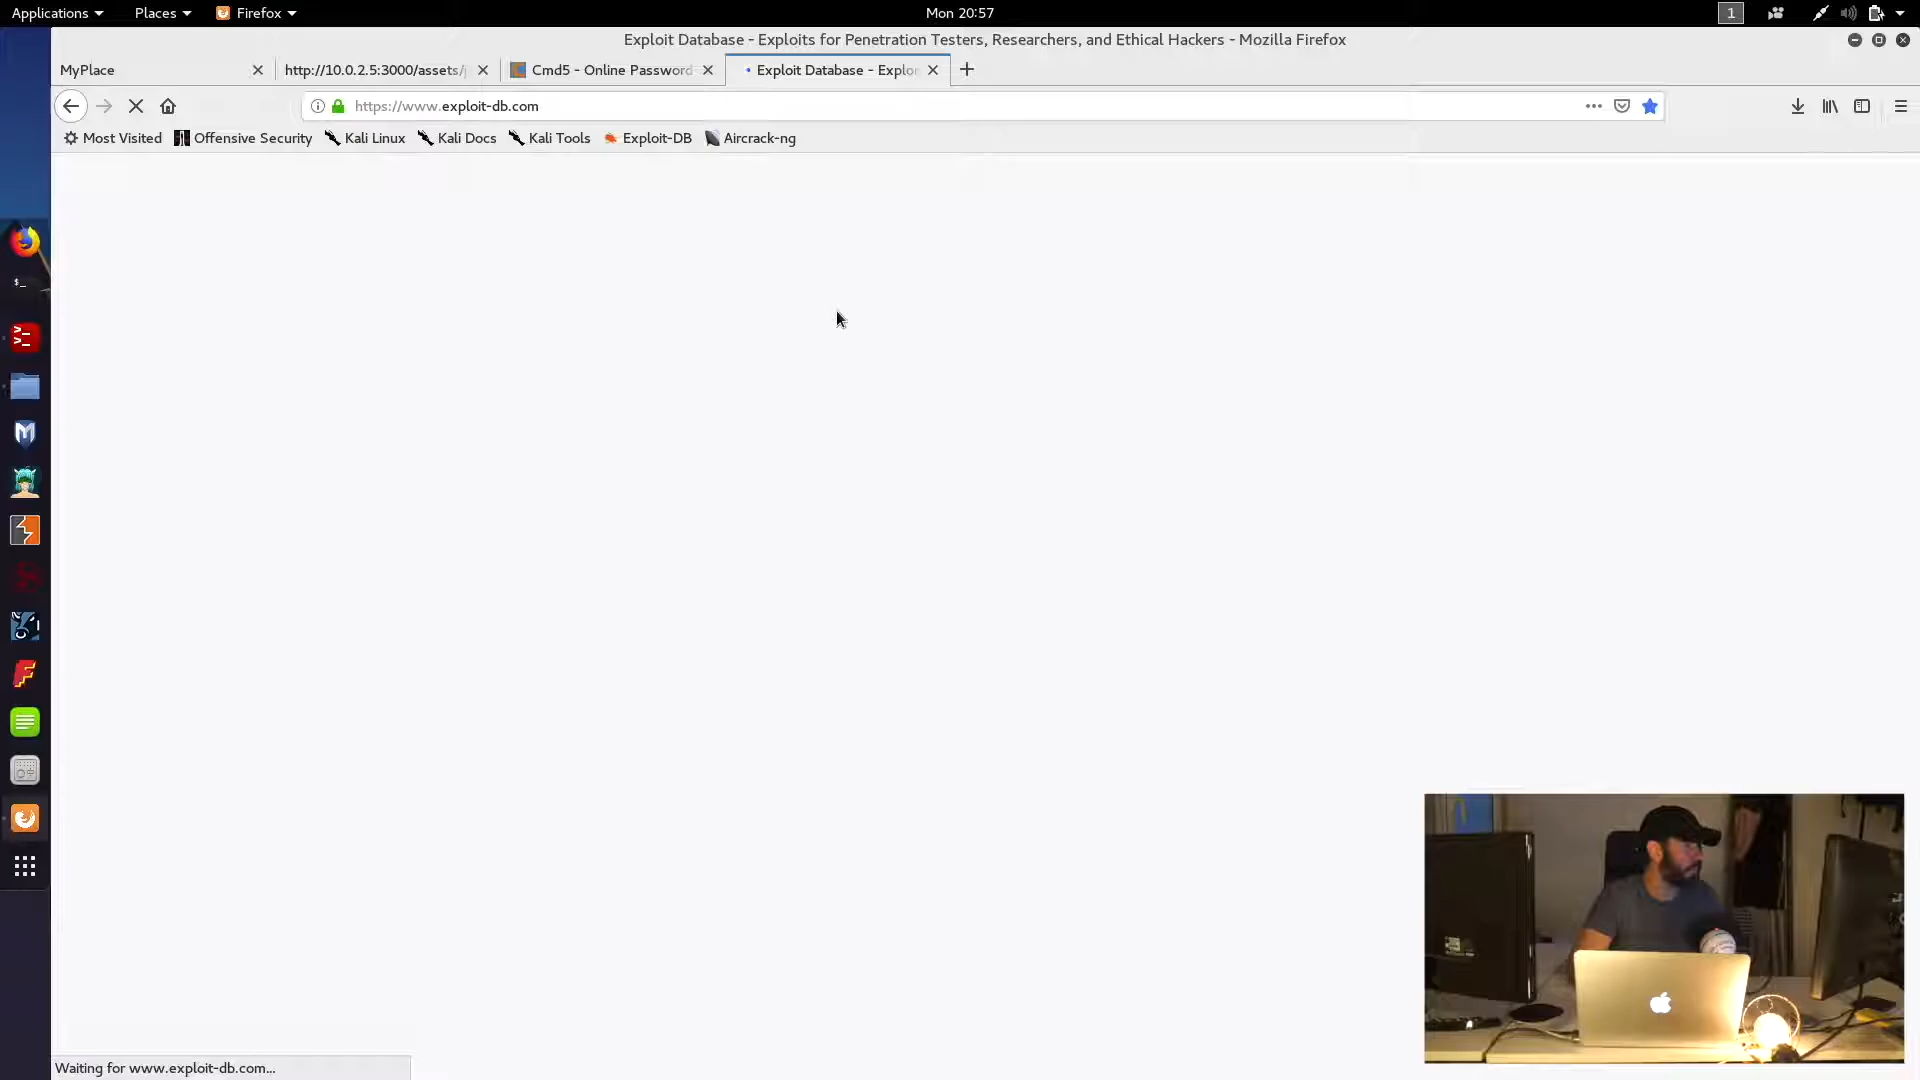 Applications Places Firefox Mon 20:57 1
Exploit Database - Exploits for Penetration Testers, Researchers, and Ethical Hackers - Mozilla Firefox
MyPlace http://10.0.2.5:3000/assets/ Cmd5 - Online Password Exploit Database - Explo
https://www.exploit-db.com
Most Visited Offensive Security Kali Linux Kali Docs Kali Tools Exploit-DB Aircrack-ng
Waiting for www.exploit-db.com...